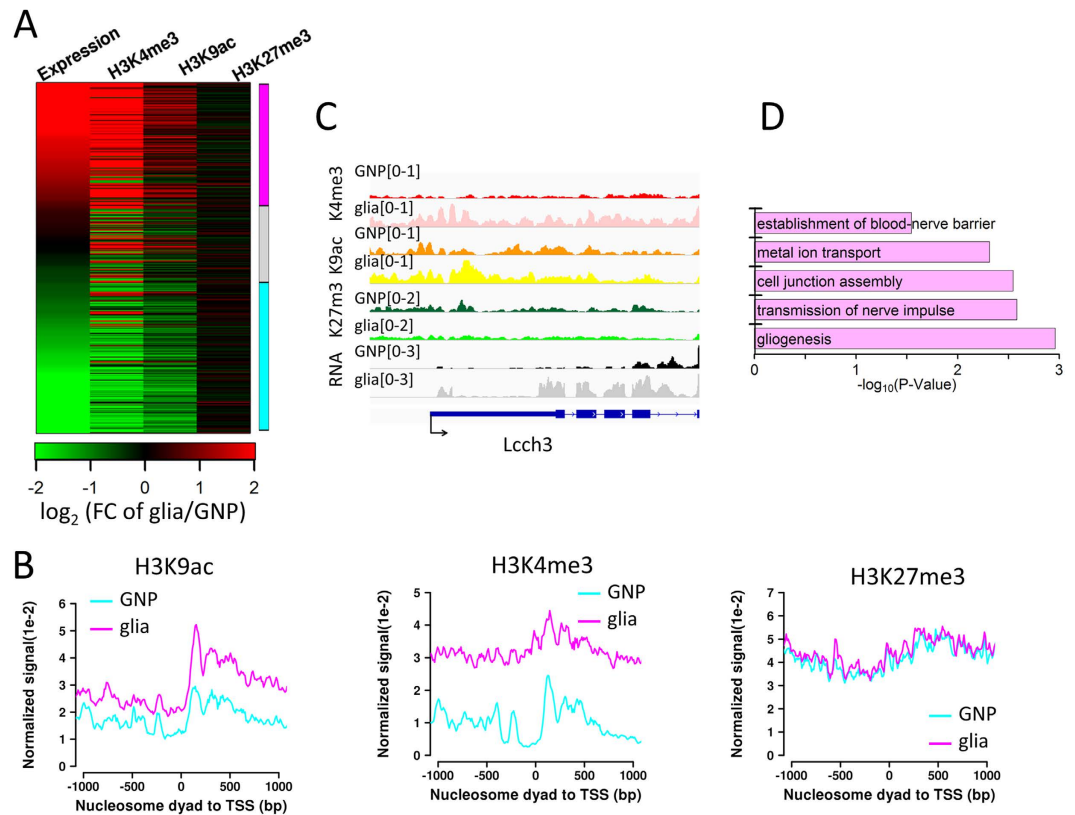 A
Expression
H3K4me3
H3K9ac
H3K27me3
-2 -1 0 1 2
log2 (FC of glia/GNP)
C
K4me3
GNP[0-1]
glia[0-1]
K9ac
GNP[0-1]
glia[0-1]
K27m3
GNP[0-2]
glia[0-2]
RNA
GNP[0-3]
glia[0-3]
Lcch3
D
establishment of blood-nerve barrier
metal ion transport
cell junction assembly
transmission of nerve impulse
gliogenesis
0 1 2 3
-log10(P-Value)
B
H3K9ac
GNP
glia
Normalized signal(1e-2)
6
5
4
3
2
1
0
-1000 -500 0 500 1000
Nucleosome dyad to TSS (bp)
H3K4me3
GNP
glia
Normalized signal(1e-2)
5
4
3
2
1
0
-1000 -500 0 500 1000
Nucleosome dyad to TSS (bp)
H3K27me3
Normalized signal(1e-2)
7
6
5
4
3
2
1
0
GNP
glia
-1000 -500 0 500 1000
Nucleosome dyad to TSS (bp)